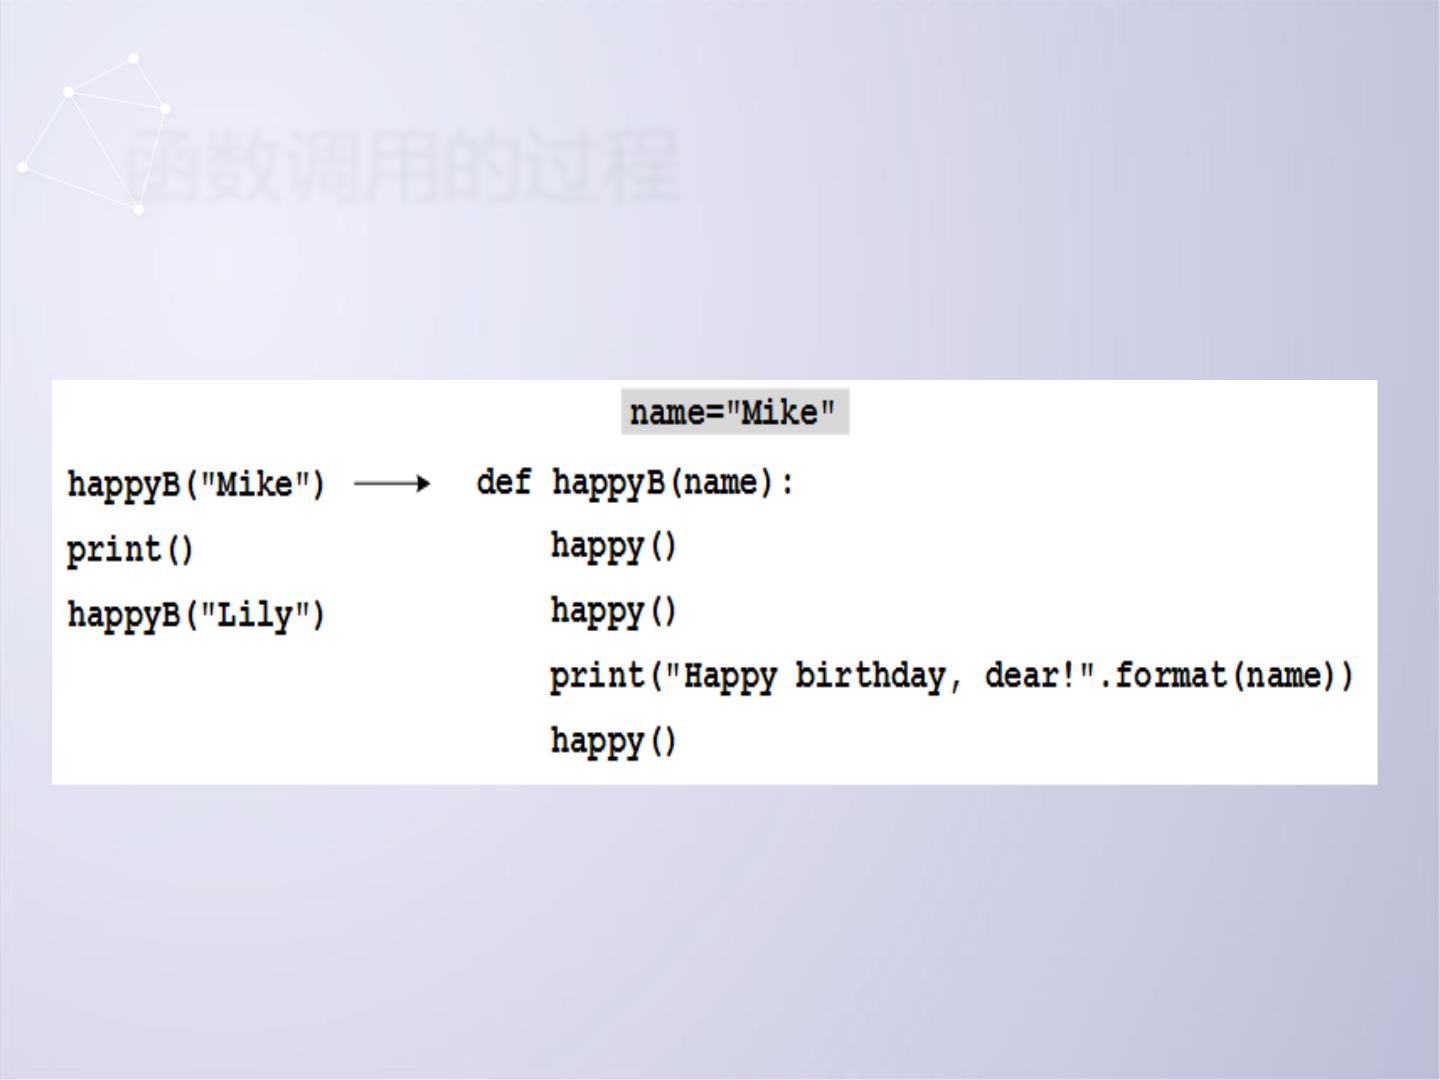 函数调用的过程
name="Mike"
happyB("Mike")
print()
happyB("Lily")
def happyB(name):
happy()
happy()
print("Happy birthday, dear!".format(name))
happy()